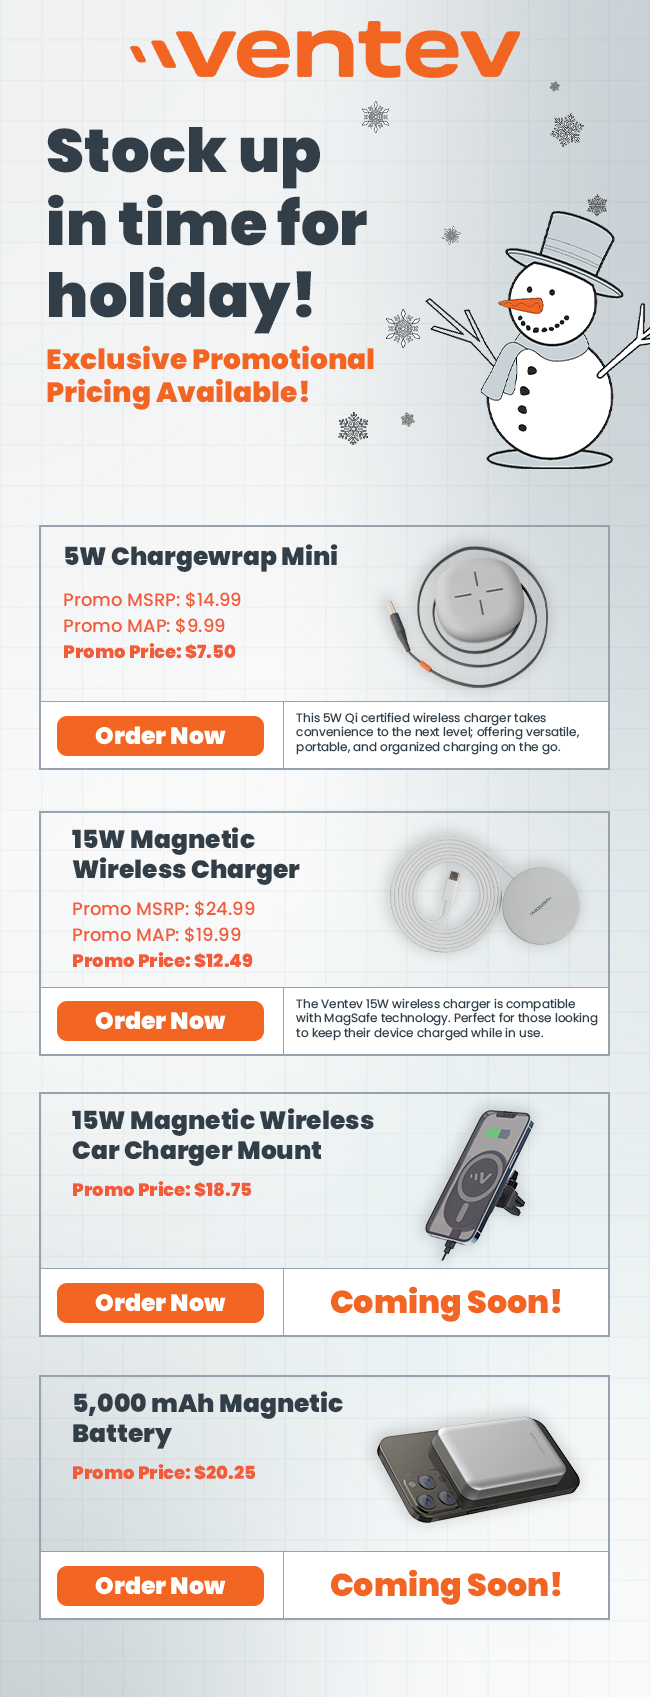 ventev
Stock up
in time for
holiday!
Exclusive Promotional
Pricing Available!
5W Chargewrap Mini
Promo MSRP: $14.99
Promo MAP: $9.99
Promo Price: $7.50
Order Now
This 5W Qi certified wireless charger takes
convenience to the next level; offering versatile,
portable, and organized charging on the go.
15W Magnetic
Wireless Charger
Promo MSRP: $24.99
Promo MAP: $19.99
Promo Price: $12.49
Order Now
The Ventev 15W wireless charger is compatible
with MagSafe technology. Perfect for those looking
to keep their device charged while in use.
15W Magnetic Wireless
Car Charger Mount
Promo Price: $18.75
Order Now
Coming Soon!
5,000 mAh Magnetic
Battery
Promo Price: $20.25
Order Now
Coming Soon!